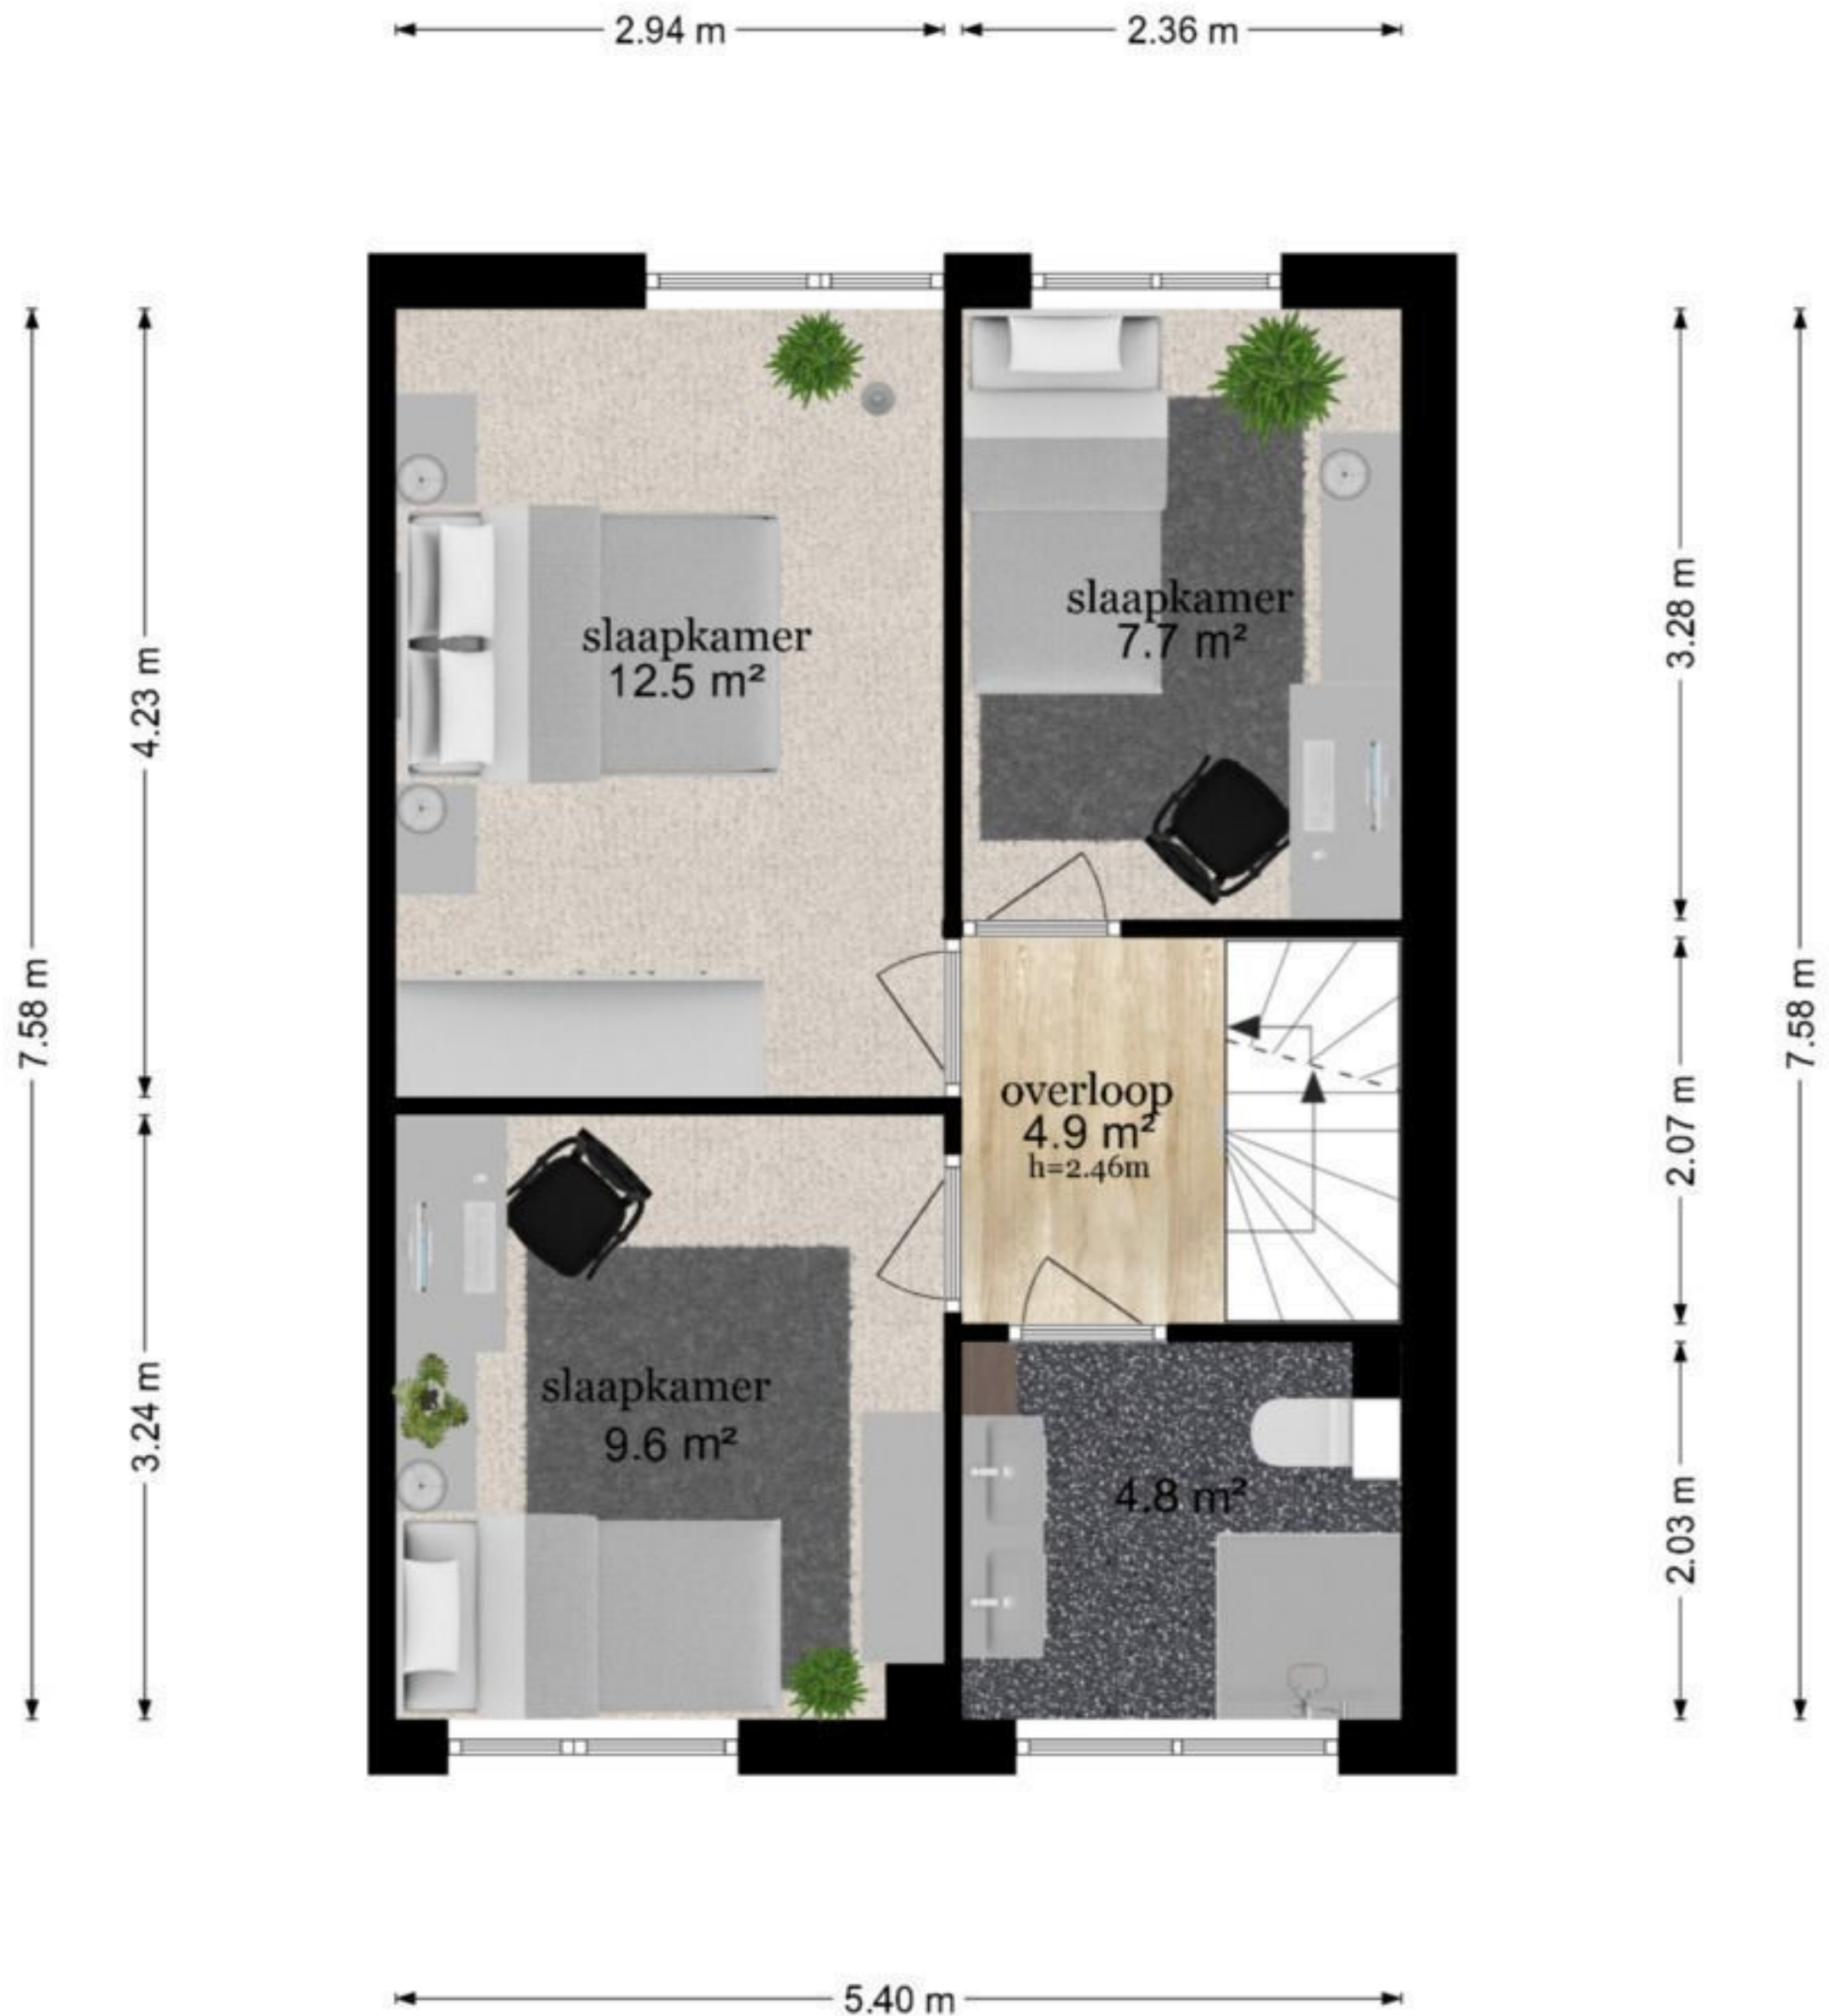 2.94 m
2.36 m
slaapkamer
12.5 m²
slaapkamer
7.7 m²
4.23 m
3.28 m
7.58 m
7.58 m
overloop
4.9 m²
h=2.46m
2.07 m
slaapkamer
9.6 m²
3.24 m
4.8 m²
2.03 m
5.40 m